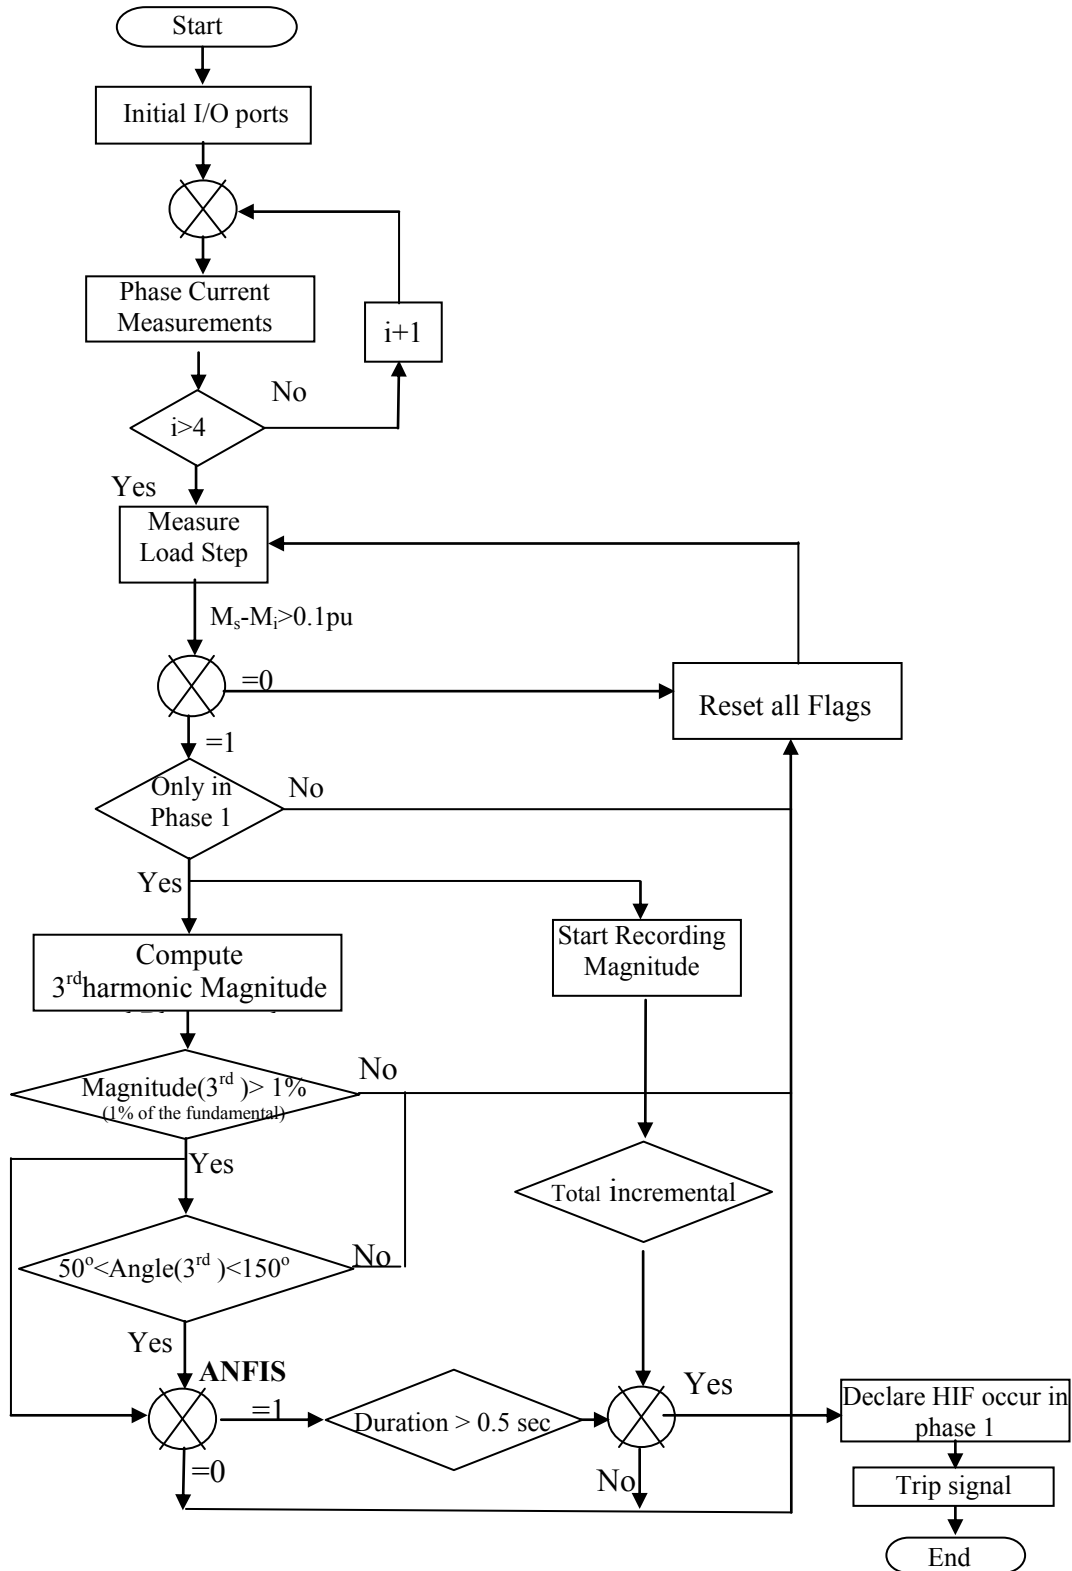 Start
Initial I/O ports
Phase Current
Measurements
i+1
No
i>4
Yes
Measure
Load Step
Ms-Mi>0.1pu
=0
Reset all Flags
=1
Only in
Phase 1
No
Yes
Start Recording
Magnitude
Compute
3rdharmonic Magnitude
No
Magnitude(3rd )> 1%
(1% of the fundamental)
Yes
Total incremental
50o<Angle(3rd )<150o
No
Yes
ANFIS
=1
Duration > 0.5 sec
Yes
Declare HIF occur in
phase 1
=0
No
Trip signal
End